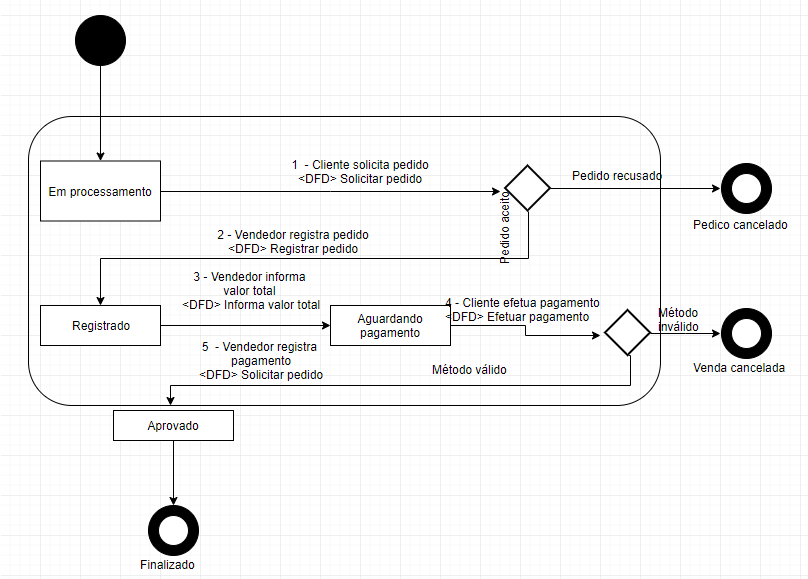 1  - Cliente solicita pedido
<DFD> Solicitar pedido
Em processamento
Pedido recusado
Pedico cancelado
Pedido aceito
2 - Vendedor registra pedido
<DFD> Registrar pedido
3 - Vendedor informa
valor total
<DFD> Informa valor total
Registrado
Aguardando
pagamento
4 - Cliente efetua pagamento
<DFD> Efetuar pagamento
Método
inválido
Venda cancelada
5  - Vendedor registra
pagamento
<DFD> Solicitar pedido
Método válido
Aprovado
Finalizado